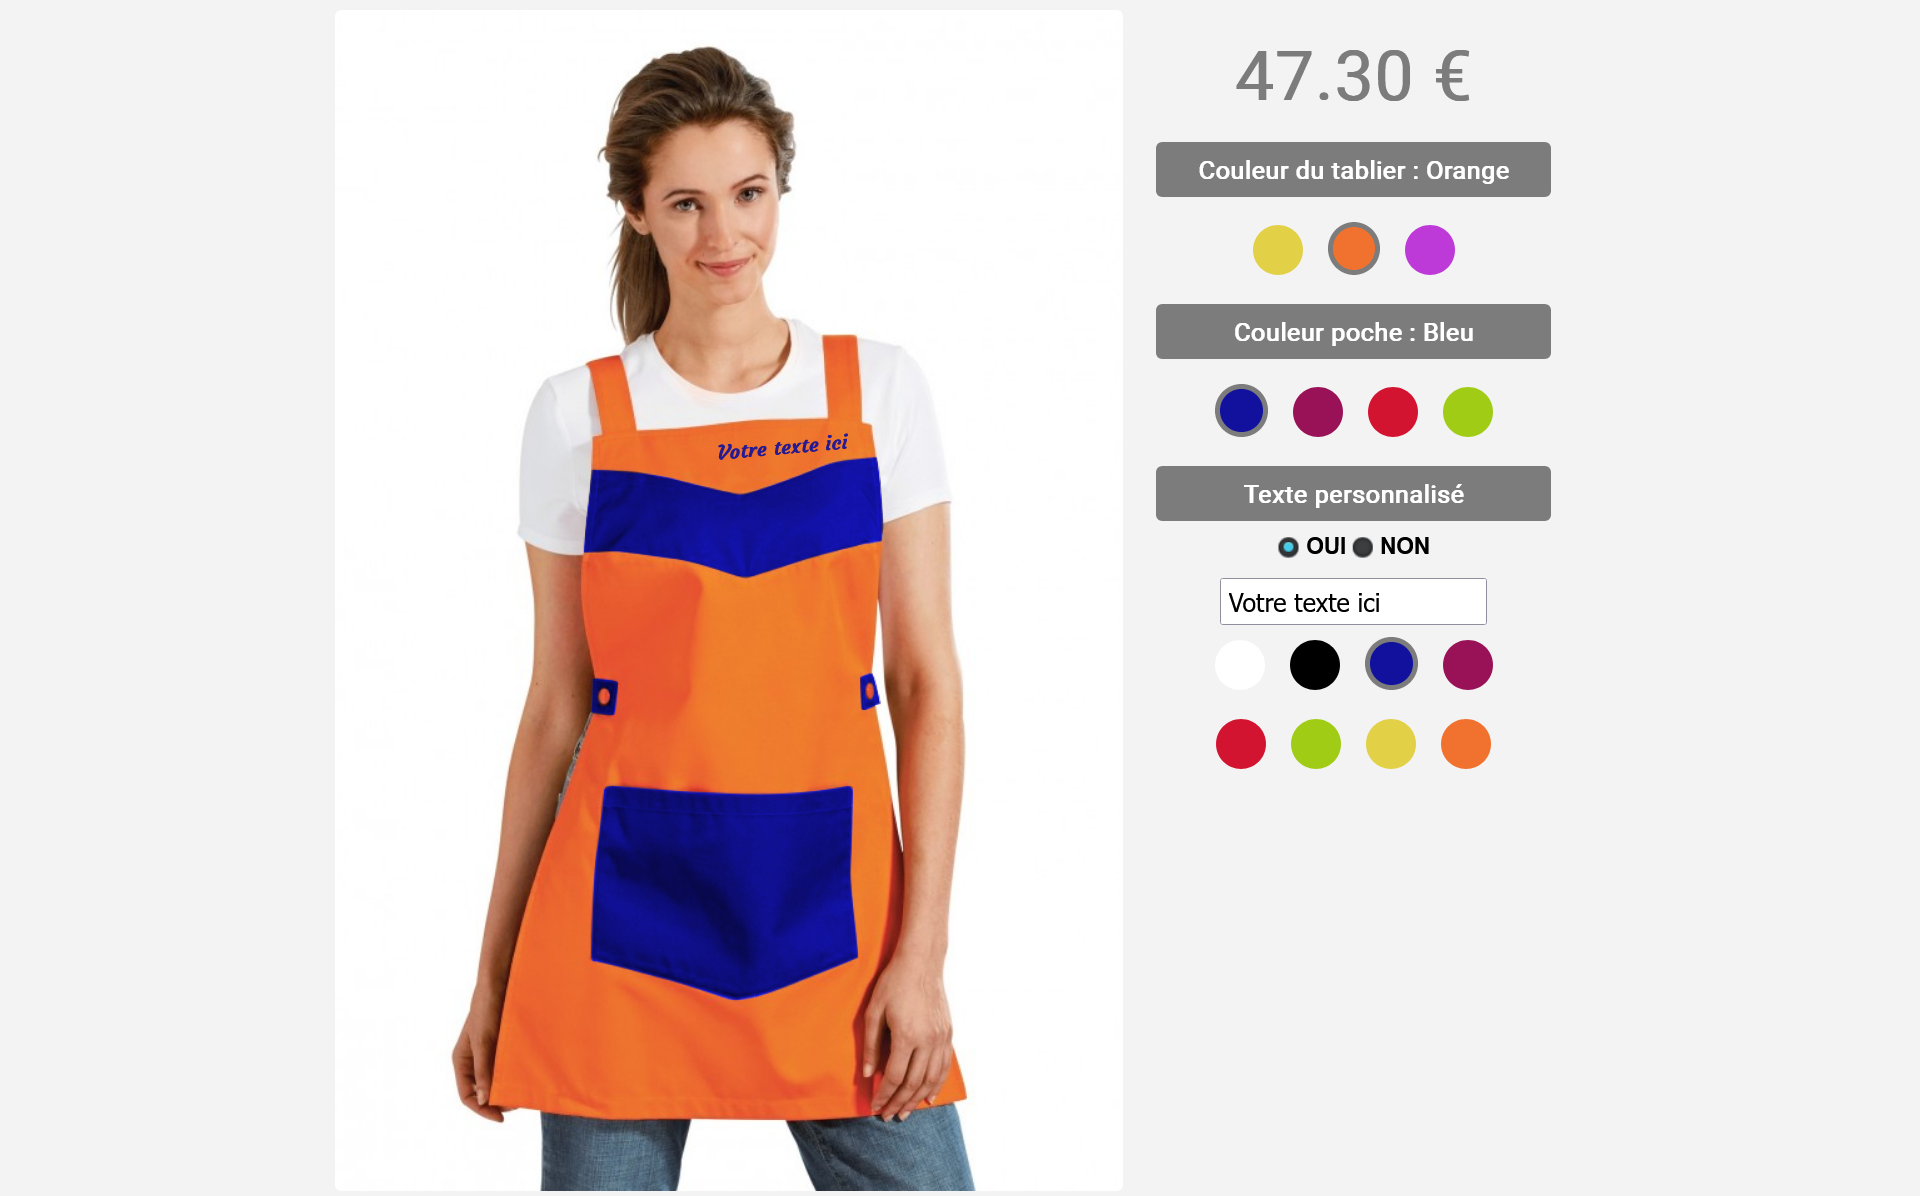 47.30 €
Couleur du tablier : Orange
Couleur poche : Bleu
Votre texte ici
Texte personnalisé
OUI NON
Votre texte ici